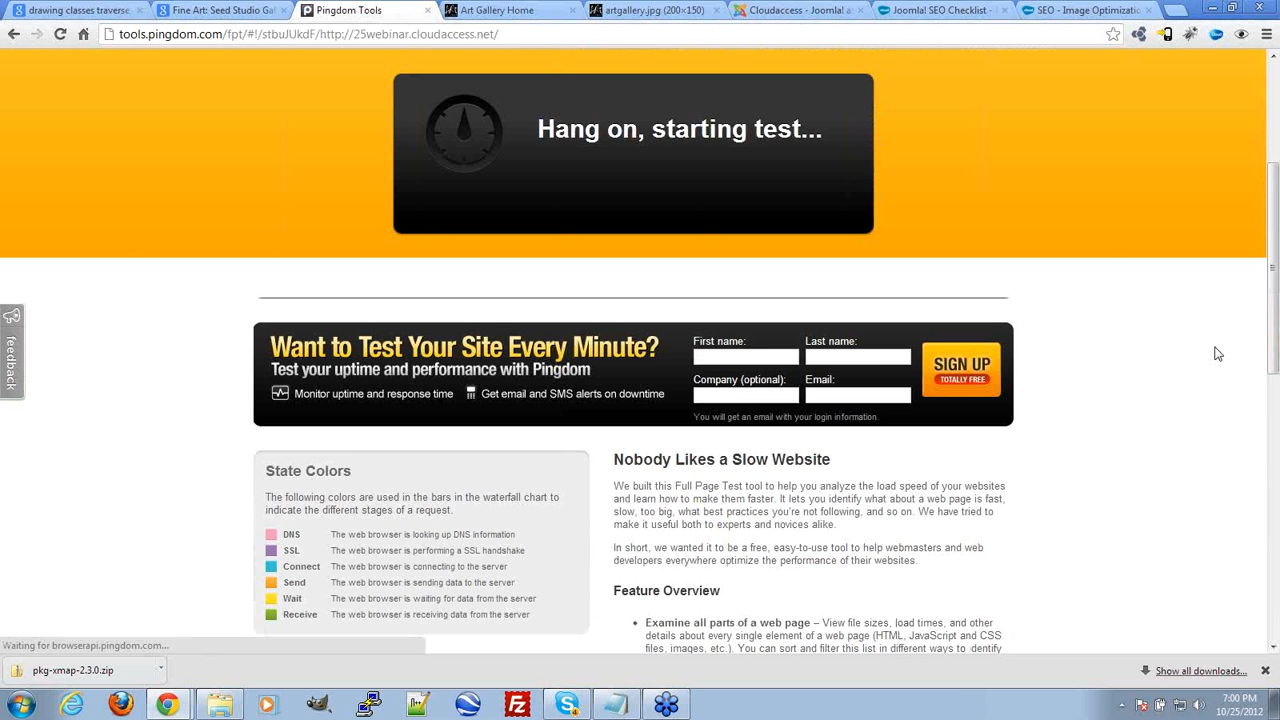 drawing classes traverse
Fine Art: Seed Studio Gal
Pingdom Tools
Art Gallery Home
artgallery.jpg (200×150)
Cloudaccess - Joomla! a
Joomla! SEO Checklist -
SEO - Image Optimizatio
tools.pingdom.com/fpt/#!/stbuJUkdF/http://25webinar.cloudaccess.net/
Hang on, starting test...
feedback
Want to Test Your Site Every Minute?
Test your uptime and performance with Pingdom
Monitor uptime and response time
Get email and SMS alerts on downtime
First name:
Last name:
Company (optional):
Email:
You will get an email with your login information.
SIGN UP
TOTALLY FREE
State Colors
The following colors are used in the bars in the waterfall chart to
indicate the different stages of a request.
DNS The web browser is looking up DNS information
SSL The web browser is performing a SSL handshake
Connect The web browser is connecting to the server
Send The web browser is sending data to the server
Wait The web browser is waiting for data from the server
Receive The web browser is receiving data from the server
Nobody Likes a Slow Website
We built this Full Page Test tool to help you analyze the load speed of your websites
and learn how to make them faster. It lets you identify what about a web page is fast,
slow, too big, what best practices you're not following, and so on. We have tried to
make it useful both to experts and novices alike.
In short, we wanted it to be a free, easy-to-use tool to help webmasters and web
developers everywhere optimize the performance of their websites.
Feature Overview
• Examine all parts of a web page – View file sizes, load times, and other
details about every single element of a web page (HTML, JavaScript and CSS
files, images, etc.). You can sort and filter this list in different ways to identify
Waiting for browserapi.pingdom.com...
pkg-xmap-2.3.0.zip
Show all downloads...
7:00 PM
10/25/2012